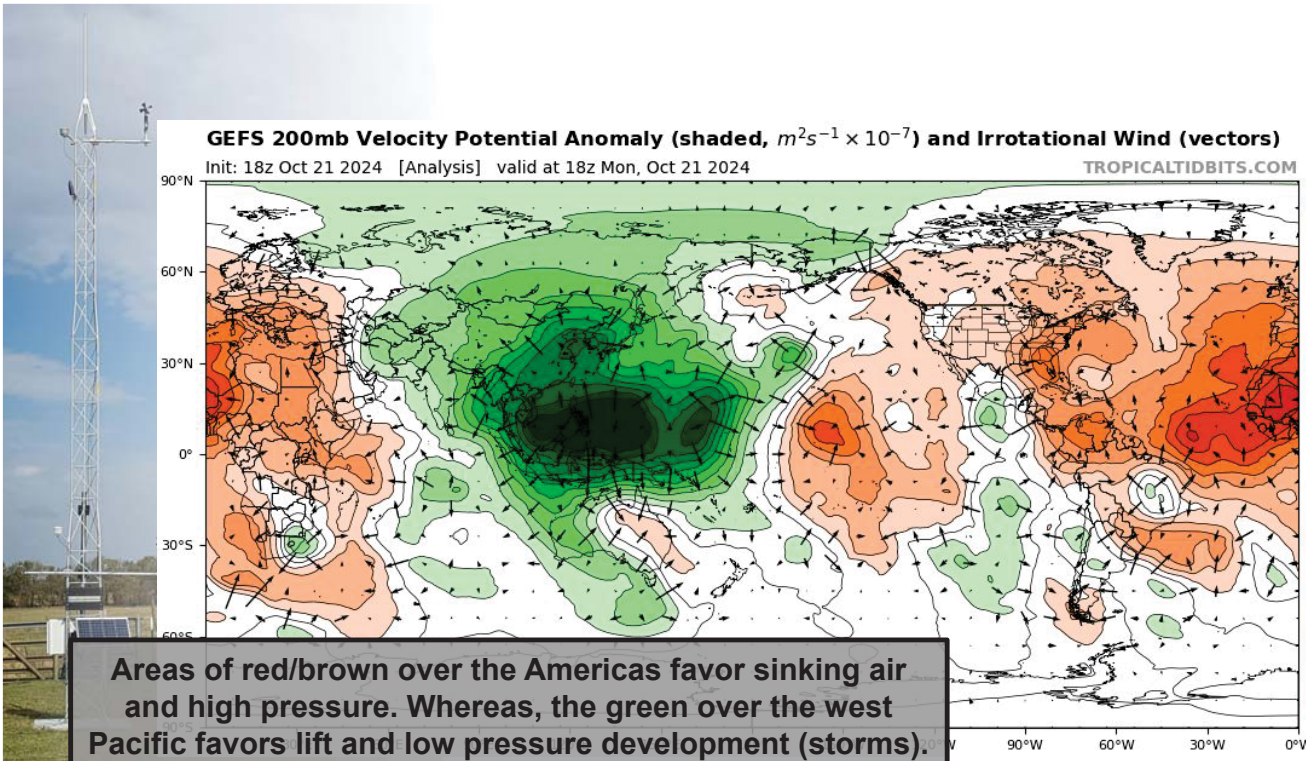 GEFS 200mb Velocity Potential Anomaly (shaded, m²s⁻¹ × 10⁻⁷) and Irrotational Wind (vectors)
Init: 18z Oct 21 2024 [Analysis] valid at 18z Mon, Oct 21 2024 TROPICALTIDBITS.COM
90°N
60°N
30°N
0°
30°S
60°S
90°S
90°W 60°W 30°W 0°W
Areas of red/brown over the Americas favor sinking air
and high pressure. Whereas, the green over the west
Pacific favors lift and low pressure development (storms).